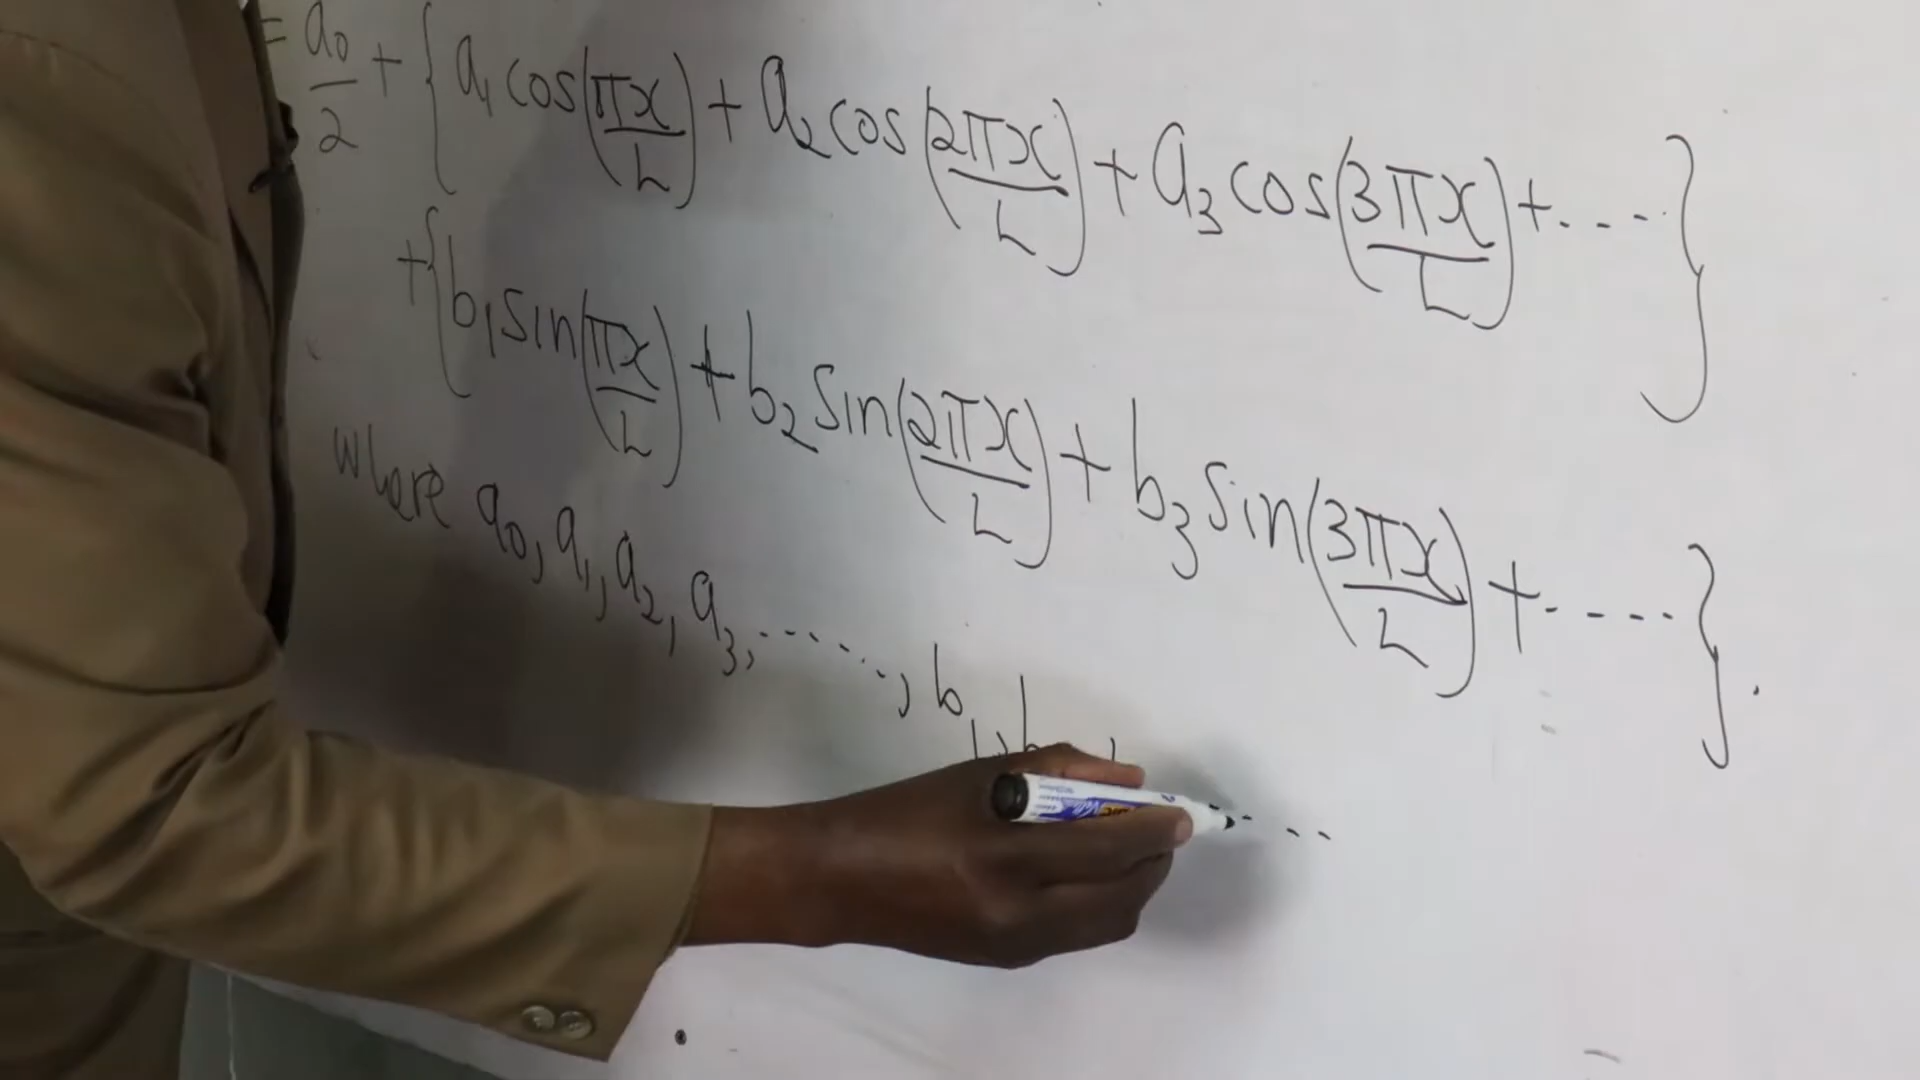 = a₀/2 + { a₁ cos(πx/L) + a₂ cos(2πx/L) + a₃ cos(3πx/L) + .... }
+ { b₁ sin(πx/L) + b₂ sin(2πx/L) + b₃ sin(3πx/L) + ..... }.
where a₀, a₁, a₂, a₃, ......., b₁, b